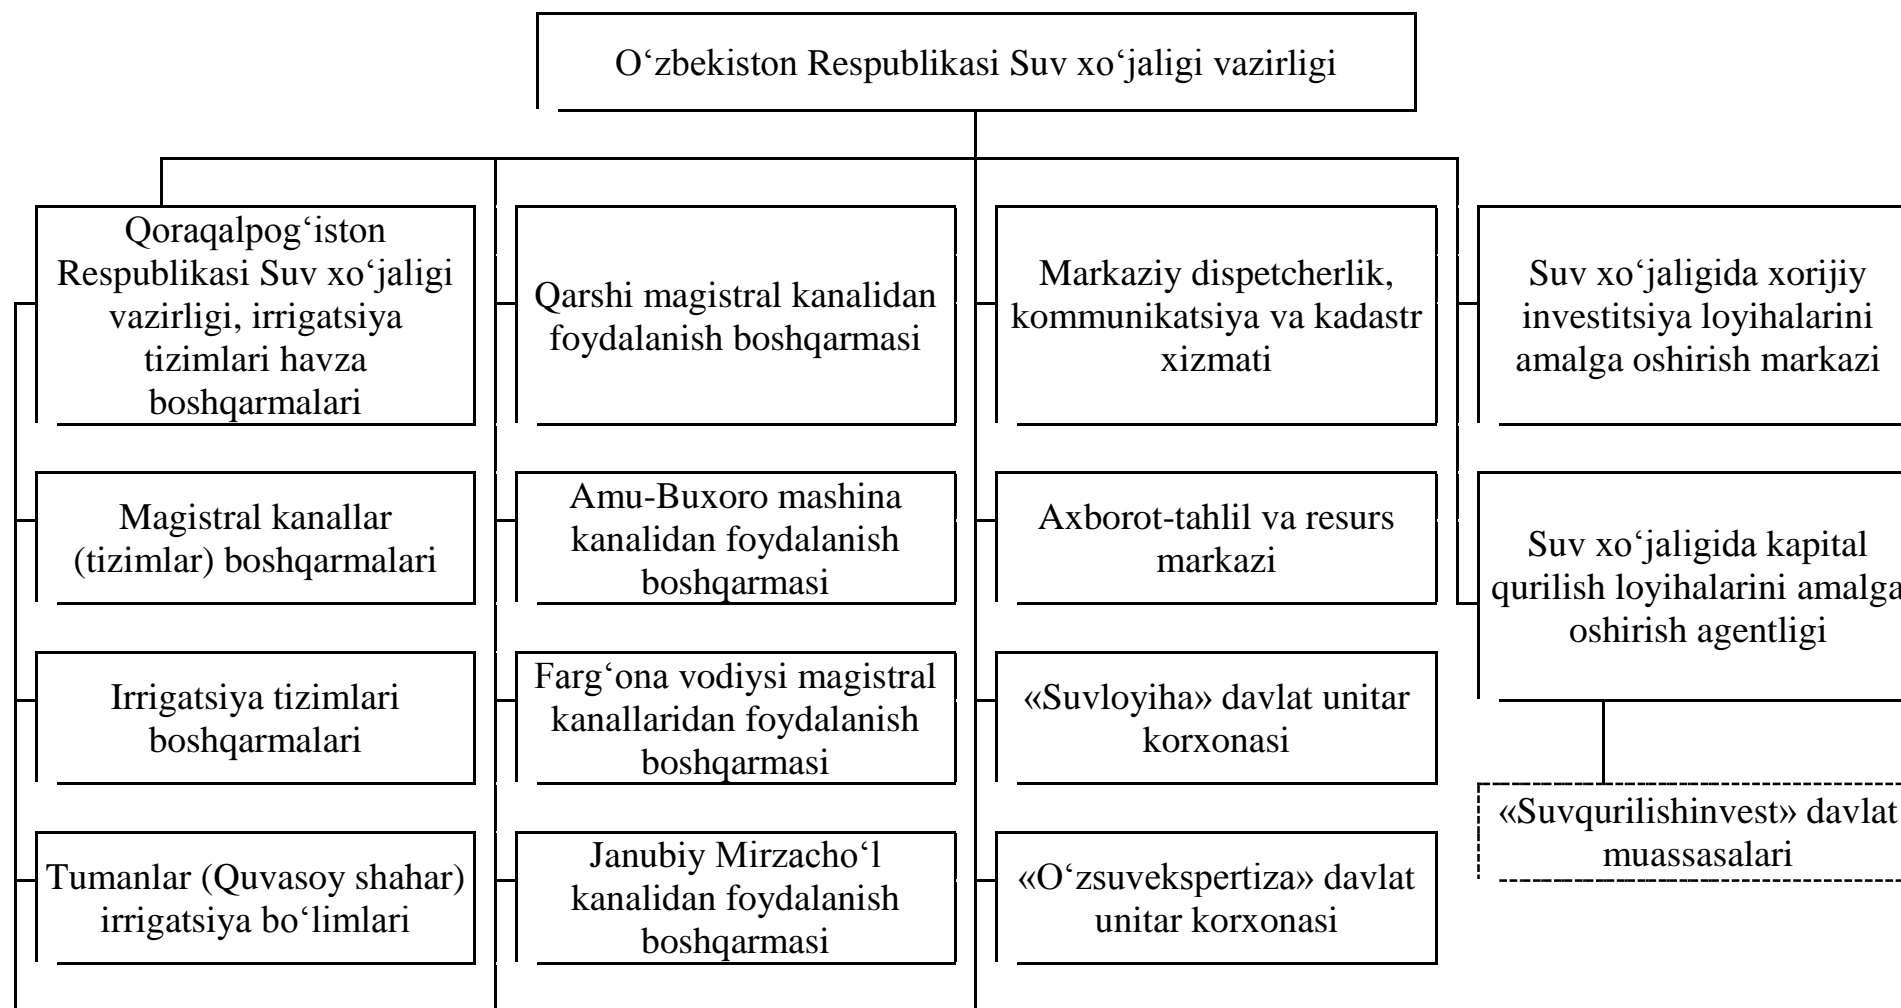 O‘zbekiston Respublikasi Suv xo‘jaligi vazirligi
Qoraqalpog‘iston
Respublikasi Suv xo‘jaligi
vazirligi, irrigatsiya
tizimlari havza
boshqarmalari
Qarshi magistral kanalidan
foydalanish boshqarmasi
Markaziy dispetcherlik,
kommunikatsiya va kadastr
xizmati
Suv xo‘jaligida xorijiy
investitsiya loyihalarini
amalga oshirish markazi
Magistral kanallar
(tizimlar) boshqarmalari
Amu-Buxoro mashina
kanalidan foydalanish
boshqarmasi
Axborot-tahlil va resurs
markazi
Suv xo‘jaligida kapital
qurilish loyihalarini amalga
oshirish agentligi
Irrigatsiya tizimlari
boshqarmalari
Farg‘ona vodiysi magistral
kanallaridan foydalanish
boshqarmasi
«Suvloyiha» davlat unitar
korxonasi
«Suvqurilishinvest» davlat
muassasalari
Tumanlar (Quvasoy shahar)
irrigatsiya bo‘limlari
Janubiy Mirzacho‘l
kanalidan foydalanish
boshqarmasi
«O‘zsuvekspertiza» davlat
unitar korxonasi